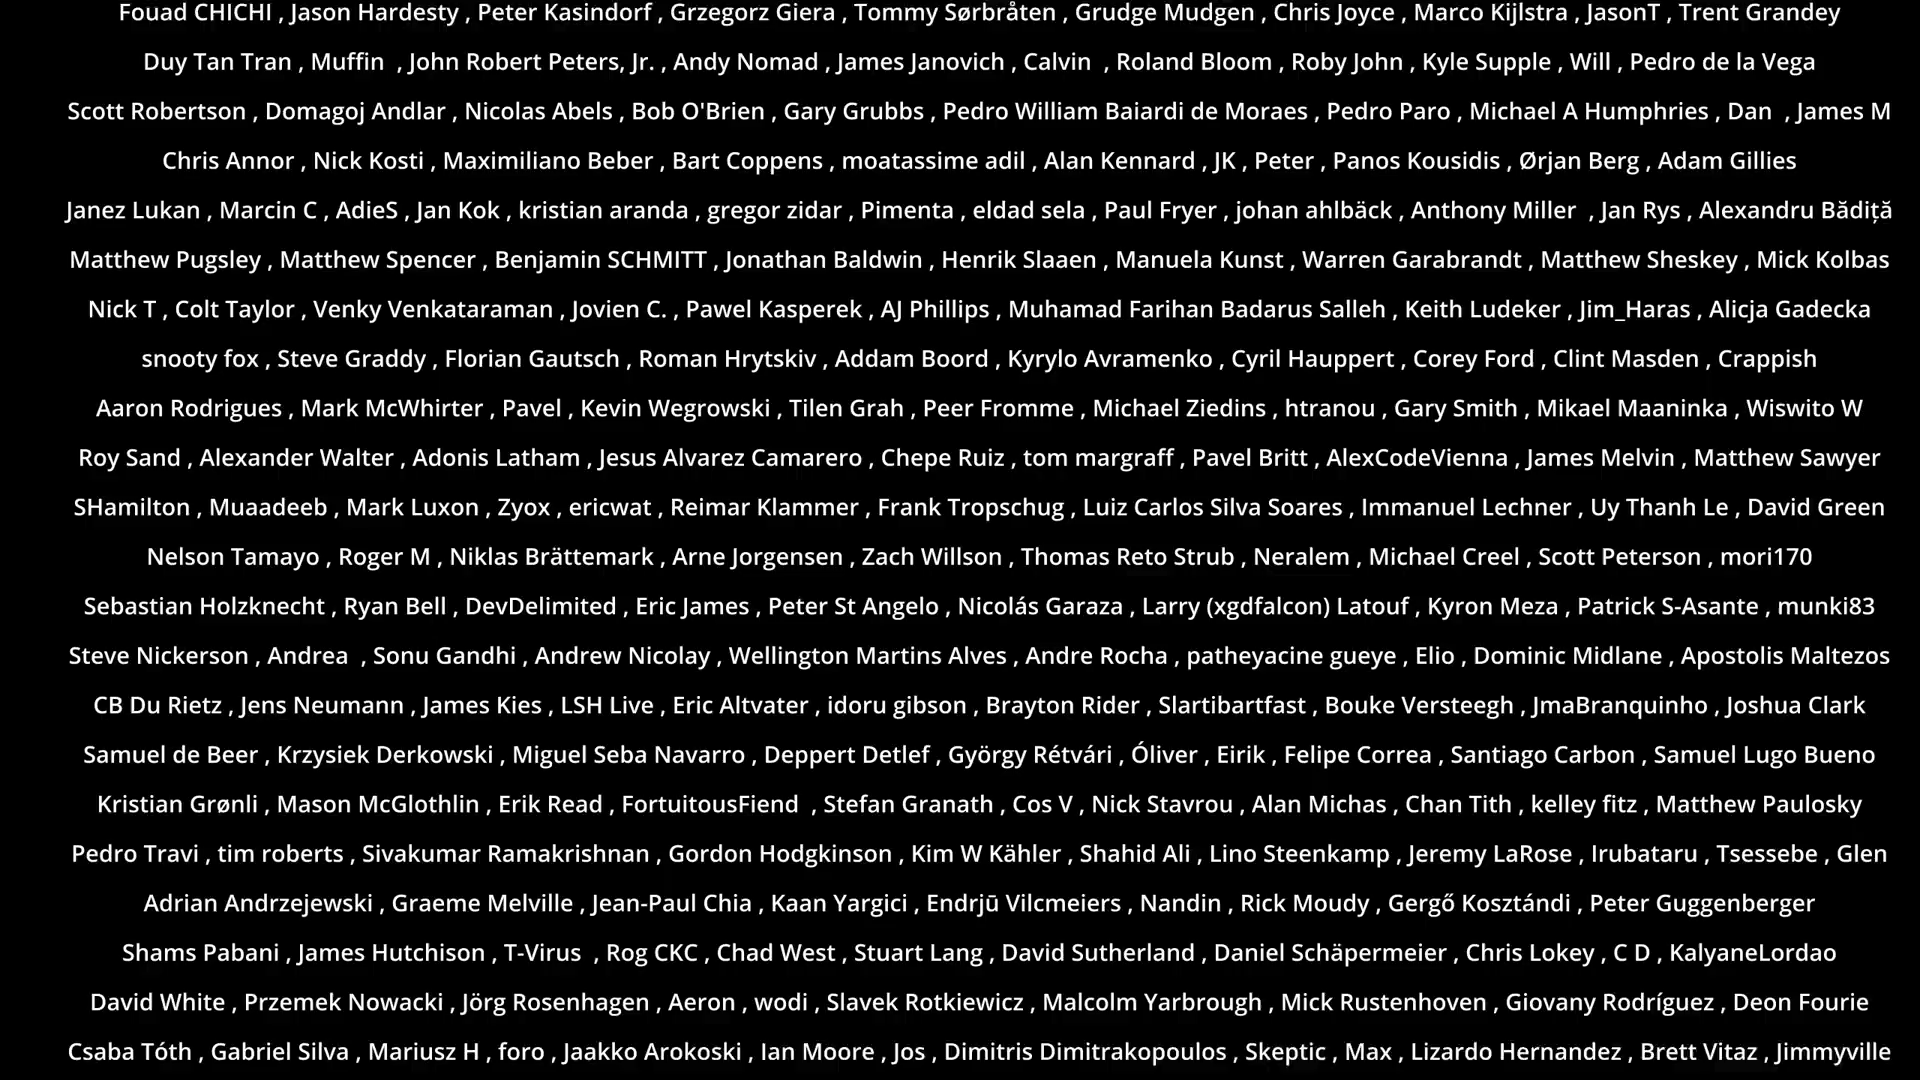 Fouad CHICHI , Jason Hardesty , Peter Kasindorf , Grzegorz Giera , Tommy Sørbråten , Grudge Mudgen , Chris Joyce , Marco Kijlstra , JasonT , Trent Grandey
Duy Tan Tran , Muffin  , John Robert Peters, Jr. , Andy Nomad , James Janovich , Calvin  , Roland Bloom , Roby John , Kyle Supple , Will , Pedro de la Vega
Scott Robertson , Domagoj Andlar , Nicolas Abels , Bob O'Brien , Gary Grubbs , Pedro William Baiardi de Moraes , Pedro Paro , Michael A Humphries , Dan  , James M
Chris Annor , Nick Kosti , Maximiliano Beber , Bart Coppens , moatassime adil , Alan Kennard , JK , Peter , Panos Kousidis , Ørjan Berg , Adam Gillies
Janez Lukan , Marcin C , AdieS , Jan Kok , kristian aranda , gregor zidar , Pimenta , eldad sela , Paul Fryer , johan ahlbäck , Anthony Miller  , Jan Rys , Alexandru Bădiță
Matthew Pugsley , Matthew Spencer , Benjamin SCHMITT , Jonathan Baldwin , Henrik Slaaen , Manuela Kunst , Warren Garabrandt , Matthew Sheskey , Mick Kolbas
Nick T , Colt Taylor , Venky Venkataraman , Jovien C. , Pawel Kasperek , AJ Phillips , Muhamad Farihan Badarus Salleh , Keith Ludeker , Jim_Haras , Alicja Gadecka
snooty fox , Steve Graddy , Florian Gautsch , Roman Hrytskiv , Addam Boord , Kyrylo Avramenko , Cyril Hauppert , Corey Ford , Clint Masden , Crappish
Aaron Rodrigues , Mark McWhirter , Pavel , Kevin Wegrowski , Tilen Grah , Peer Fromme , Michael Ziedins , htranou , Gary Smith , Mikael Maaninka , Wiswito W
Roy Sand , Alexander Walter , Adonis Latham , Jesus Alvarez Camarero , Chepe Ruiz , tom margraff , Pavel Britt , AlexCodeVienna , James Melvin , Matthew Sawyer
SHamilton , Muaadeeb , Mark Luxon , Zyox , ericwat , Reimar Klammer , Frank Tropschug , Luiz Carlos Silva Soares , Immanuel Lechner , Uy Thanh Le , David Green
Nelson Tamayo , Roger M , Niklas Brättemark , Arne Jorgensen , Zach Willson , Thomas Reto Strub , Neralem , Michael Creel , Scott Peterson , mori170
Sebastian Holzknecht , Ryan Bell , DevDelimited , Eric James , Peter St Angelo , Nicolás Garaza , Larry (xgdfalcon) Latouf , Kyron Meza , Patrick S-Asante , munki83
Steve Nickerson , Andrea  , Sonu Gandhi , Andrew Nicolay , Wellington Martins Alves , Andre Rocha , patheyacine gueye , Elio , Dominic Midlane , Apostolis Maltezos
CB Du Rietz , Jens Neumann , James Kies , LSH Live , Eric Altvater , idoru gibson , Brayton Rider , Slartibartfast , Bouke Versteegh , JmaBranquinho , Joshua Clark
Samuel de Beer , Krzysiek Derkowski , Miguel Seba Navarro , Deppert Detlef , György Rétvári , Óliver , Eirik , Felipe Correa , Santiago Carbon , Samuel Lugo Bueno
Kristian Grønli , Mason McGlothlin , Erik Read , FortuitousFiend  , Stefan Granath , Cos V , Nick Stavrou , Alan Michas , Chan Tith , kelley fitz , Matthew Paulosky
Pedro Travi , tim roberts , Sivakumar Ramakrishnan , Gordon Hodgkinson , Kim W Kähler , Shahid Ali , Lino Steenkamp , Jeremy LaRose , Irubataru , Tsessebe , Glen
Adrian Andrzejewski , Graeme Melville , Jean-Paul Chia , Kaan Yargici , Endrjū Vilcmeiers , Nandin , Rick Moudy , Gergő Kosztándi , Peter Guggenberger
Shams Pabani , James Hutchison , T-Virus  , Rog CKC , Chad West , Stuart Lang , David Sutherland , Daniel Schäpermeier , Chris Lokey , C D , KalyaneLordao
David White , Przemek Nowacki , Jörg Rosenhagen , Aeron , wodi , Slavek Rotkiewicz , Malcolm Yarbrough , Mick Rustenhoven , Giovany Rodríguez , Deon Fourie
Csaba Tóth , Gabriel Silva , Mariusz H , foro , Jaakko Arokoski , Ian Moore , Jos , Dimitris Dimitrakopoulos , Skeptic , Max , Lizardo Hernandez , Brett Vitaz , Jimmyville